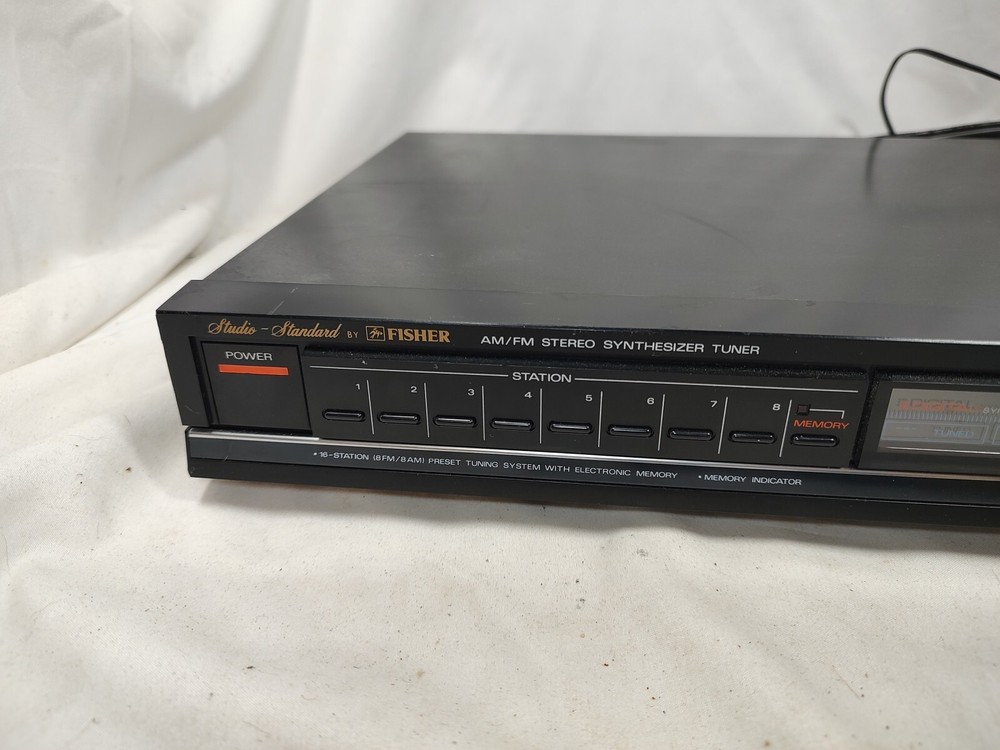 Studio-Standard BY FISHER AM/FM STEREO SYNTHESIZER TUNER
POWER
STATION
1 2 3 4 5 6 7 8
MEMORY
DIGITAL
TUNED
• 16-STATION (8FM/8AM) PRESET TUNING SYSTEM WITH ELECTRONIC MEMORY • MEMORY INDICATOR